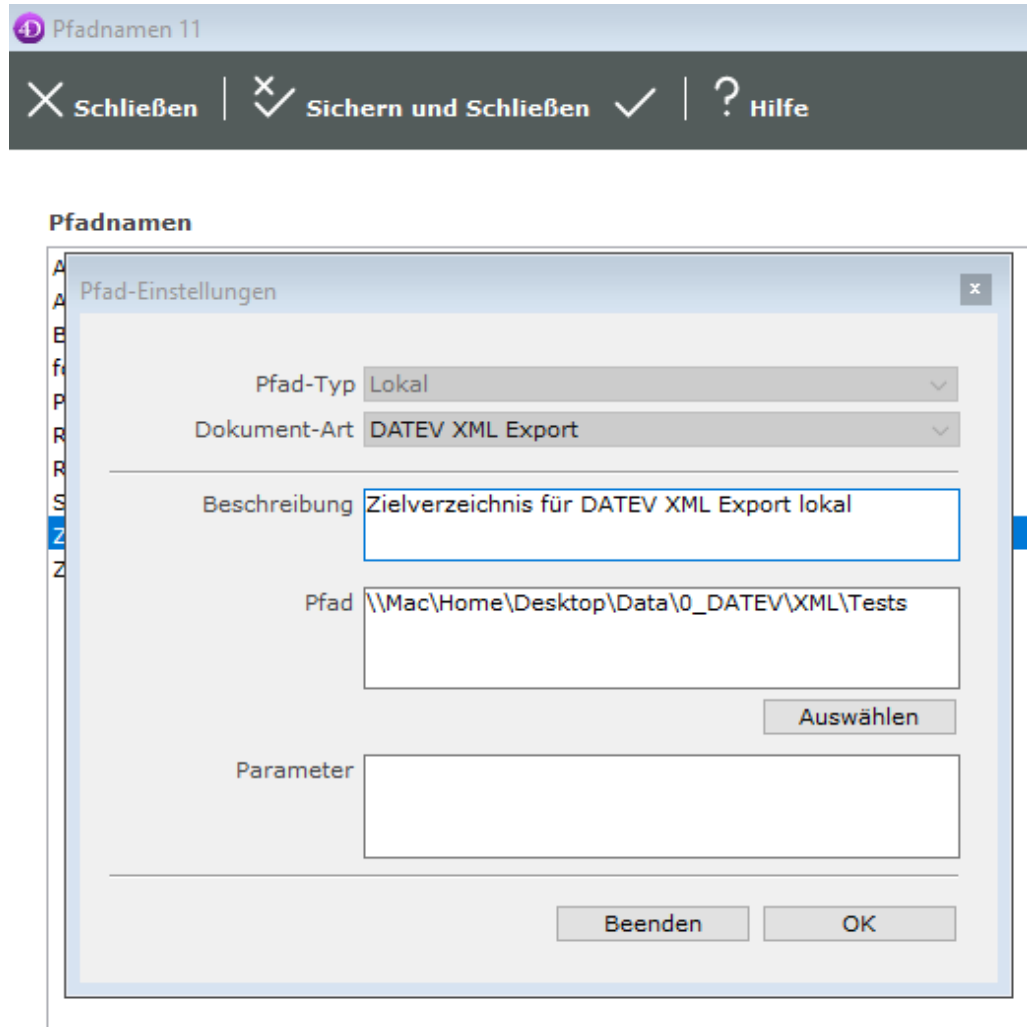 4D Pfadnamen 11
Schließen Sichern und Schließen ? Hilfe
Pfadnamen
A
A
B
P
R
R
S
Z
Z
Pfad-Einstellungen x
Pfad-Typ Lokal
Dokument-Art DATEV XML Export
Beschreibung Zielverzeichnis für DATEV XML Export lokal
Pfad \\Mac\Home\Desktop\Data\0_DATEV\XML\Tests
Auswählen
Parameter
Beenden OK